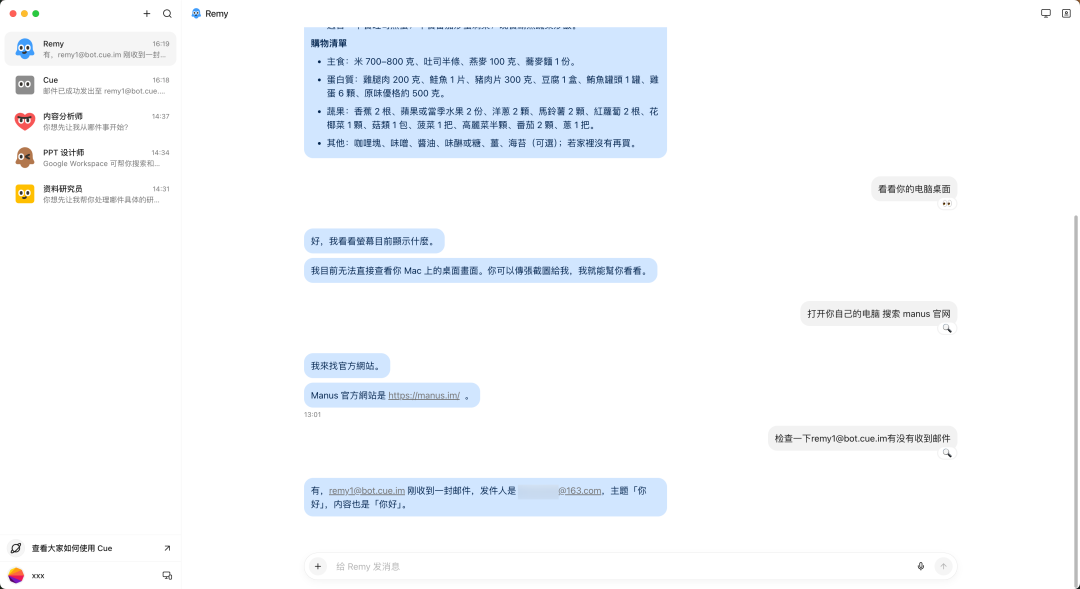 Remy
Remy
16:19
有，remy1@bot.cue.im 刚收到一封...
Cue
16:18
邮件已成功发出至 remy1@bot.cue....
内容分析师
14:37
你想先让我从哪件事开始？
PPT 设计师
14:34
Google Workspace 可帮你搜索和...
资料研究员
14:31
你想先让我帮你处理哪件具体的研...
查看大家如何使用 Cue
xxx
購物清單
• 主食：米 700–800 克、吐司半條、燕麥 100 克、蕎麥麵 1 份。
• 蛋白質：雞腿肉 200 克、鮭魚 1 片、豬肉片 300 克、豆腐 1 盒、鮪魚罐頭 1 罐、雞
蛋 6 顆、原味優格約 500 克。
• 蔬果：香蕉 2 根、蘋果或當季水果 2 份、洋蔥 2 顆、馬鈴薯 2 顆、紅蘿蔔 2 根、花
椰菜 1 顆、菇類 1 包、菠菜 1 把、高麗菜半顆、番茄 2 顆、蔥 1 把。
• 其他：咖哩塊、味噌、醬油、味醂或糖、薑、海苔（可選）；若家裡沒有再買。
看看你的电脑桌面
好，我看看螢幕目前顯示什麼。
我目前无法直接查看你 Mac 上的桌面畫面。你可以傳張截圖給我，我就能幫你看看。
打开你自己的电脑 搜索 manus 官网
我來找官方網站。
Manus 官方網站是 https://manus.im/ 。
13:01
检查一下remy1@bot.cue.im有没有收到邮件
有，remy1@bot.cue.im 刚收到一封邮件，发件人是 @163.com，主题「你
好」，内容也是「你好」。
给 Remy 发消息